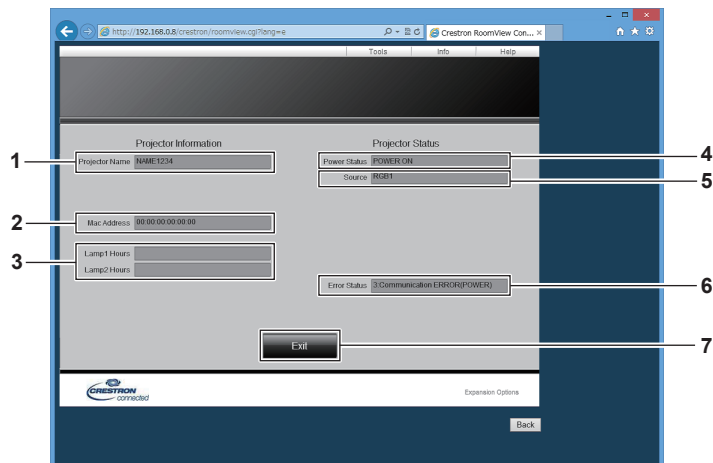 http://192.168.0.8/crestron/roomview.cgi?lang=e
Crestron RoomView Con... ×
Tools Info Help
Projector Information
Projector Status
1 Projector Name NAME1234
Power Status POWER ON 4
Source RGB1 5
2 Mac Address 00:00:00:00:00:00
3 Lamp1 Hours
Lamp2 Hours
Error Status 3:Communication ERROR(POWER) 6
Exit 7
CRESTRON
connected
Expansion Options
Back